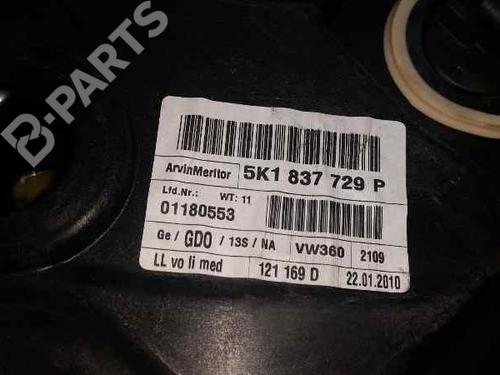 B-PARTS
ArvinMeritor 5K1 837 729 P
Lfd.Nr.: WT: 11
01180553
Ge / GDO / 13S / NA VW360 2109
LL vo li med 121 169 D 22.01.2010